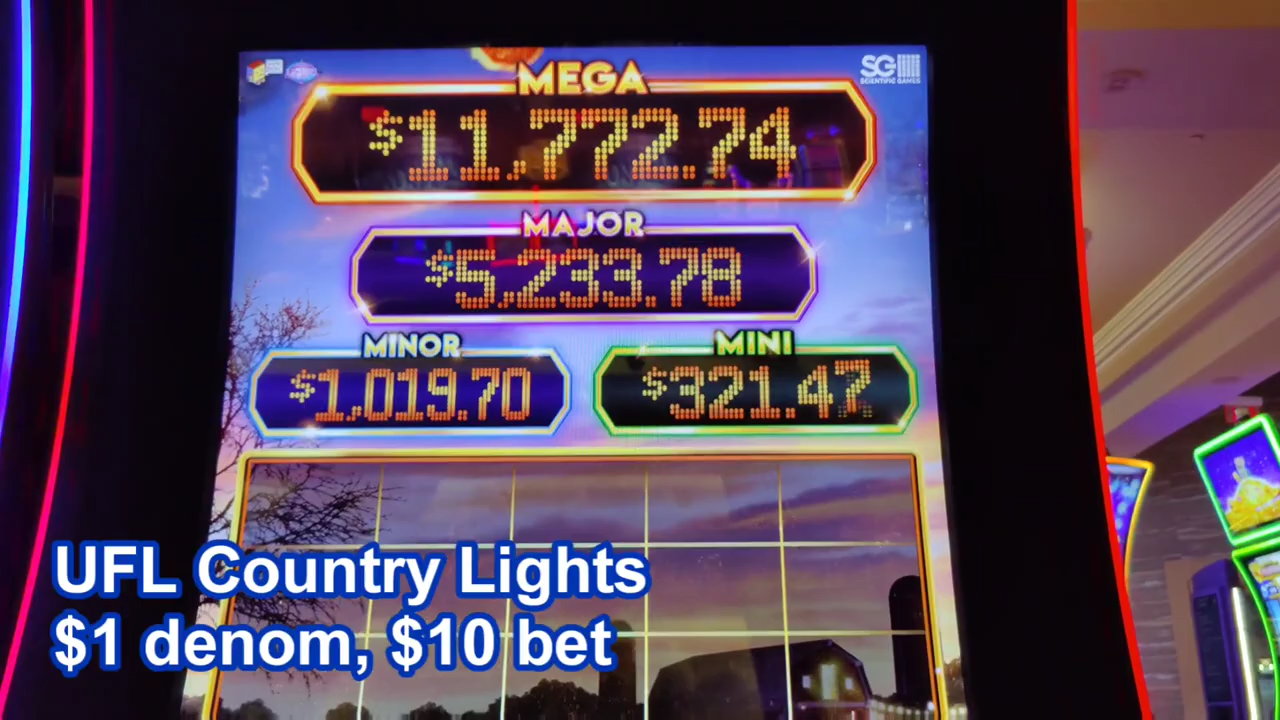 MEGA
SG
SCIENTIFIC GAMES
$11,772.74
MAJOR
$5,233.78
MINOR
MINI
$1,019.70
$321.47
UFL Country Lights
$1 denom, $10 bet